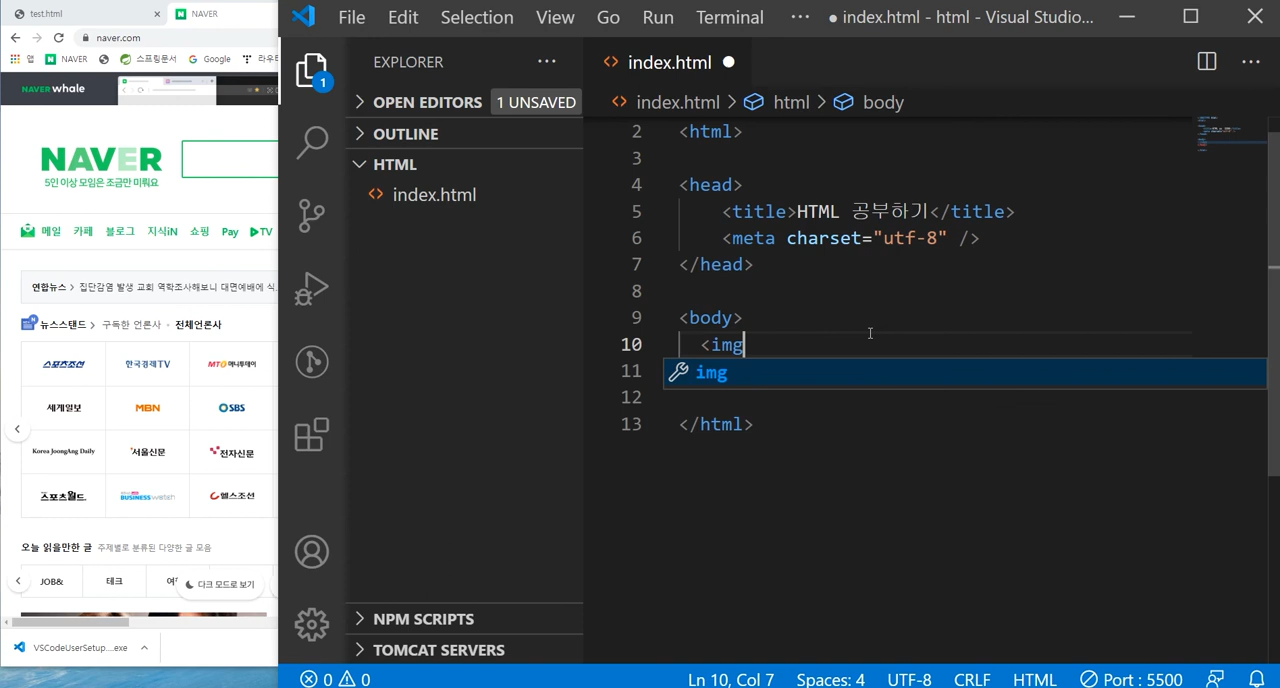 test.html
NAVER
naver.com
앱
NAVER
스프링문서
Google
라우
NAVER whale
NAVER
5인 이상 모임은 조금만 미뤄요
메일 카페 블로그 지식iN 쇼핑 Pay ▶TV
연합뉴스 > 집단감염 발생 교회 역학조사해보니 대면예배에 식.
뉴스스탠드 > 구독한 언론사 · 전체언론사
스포츠조선 한국경제TV MTO 머니투데이
세계일보 MBN SBS
Korea JoongAng Daily 서울신문 전자신문
스포츠월드 BUSINESSwatch 헬스조선
오늘 읽을만한 글 주제별로 분류된 다양한 글 모음
JOB& 테크
다크 모드로 보기
VSCodeUserSetup....exe
File Edit Selection View Go Run Terminal ··· ● index.html - html - Visual Studio...
1
EXPLORER ···
> OPEN EDITORS 1 UNSAVED
> OUTLINE
HTML
<> index.html
> NPM SCRIPTS
> TOMCAT SERVERS
<> index.html ●
···
<> index.html > html > body
2 <html>
3
4 <head>
5 <title>HTML 공부하기</title>
6 <meta charset="utf-8" />
7 </head>
8
9 <body>
10 <img
11 img
12
13 </html>
0 0
Ln 10, Col 7 Spaces: 4 UTF-8 CRLF HTML Port : 5500